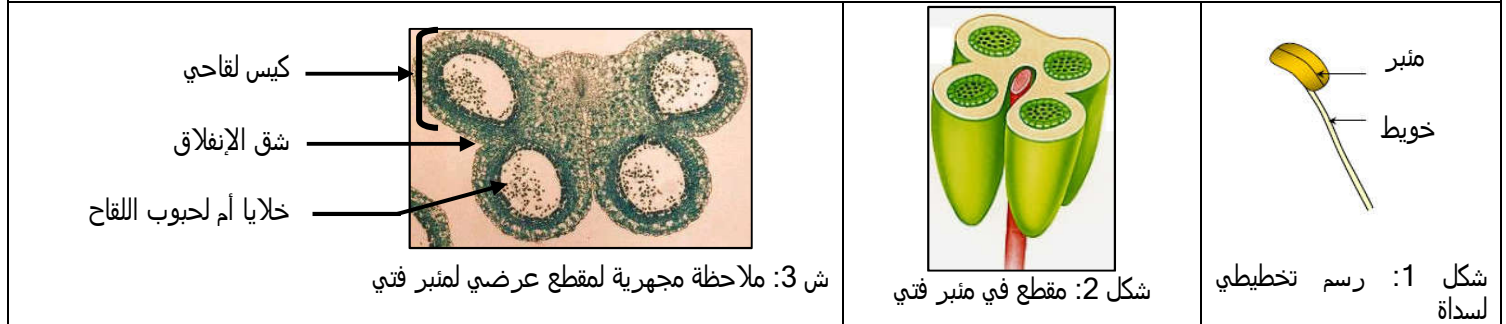 مئبر
خويط
شكل 1: رسم تخطيطي
لسداة
شكل 2: مقطع في مئبر فتي
كيس لقاحي
شق الإنفلاق
خلايا أم لحبوب اللقاح
ش 3: ملاحظة مجهرية لمقطع عرضي لمئبر فتي